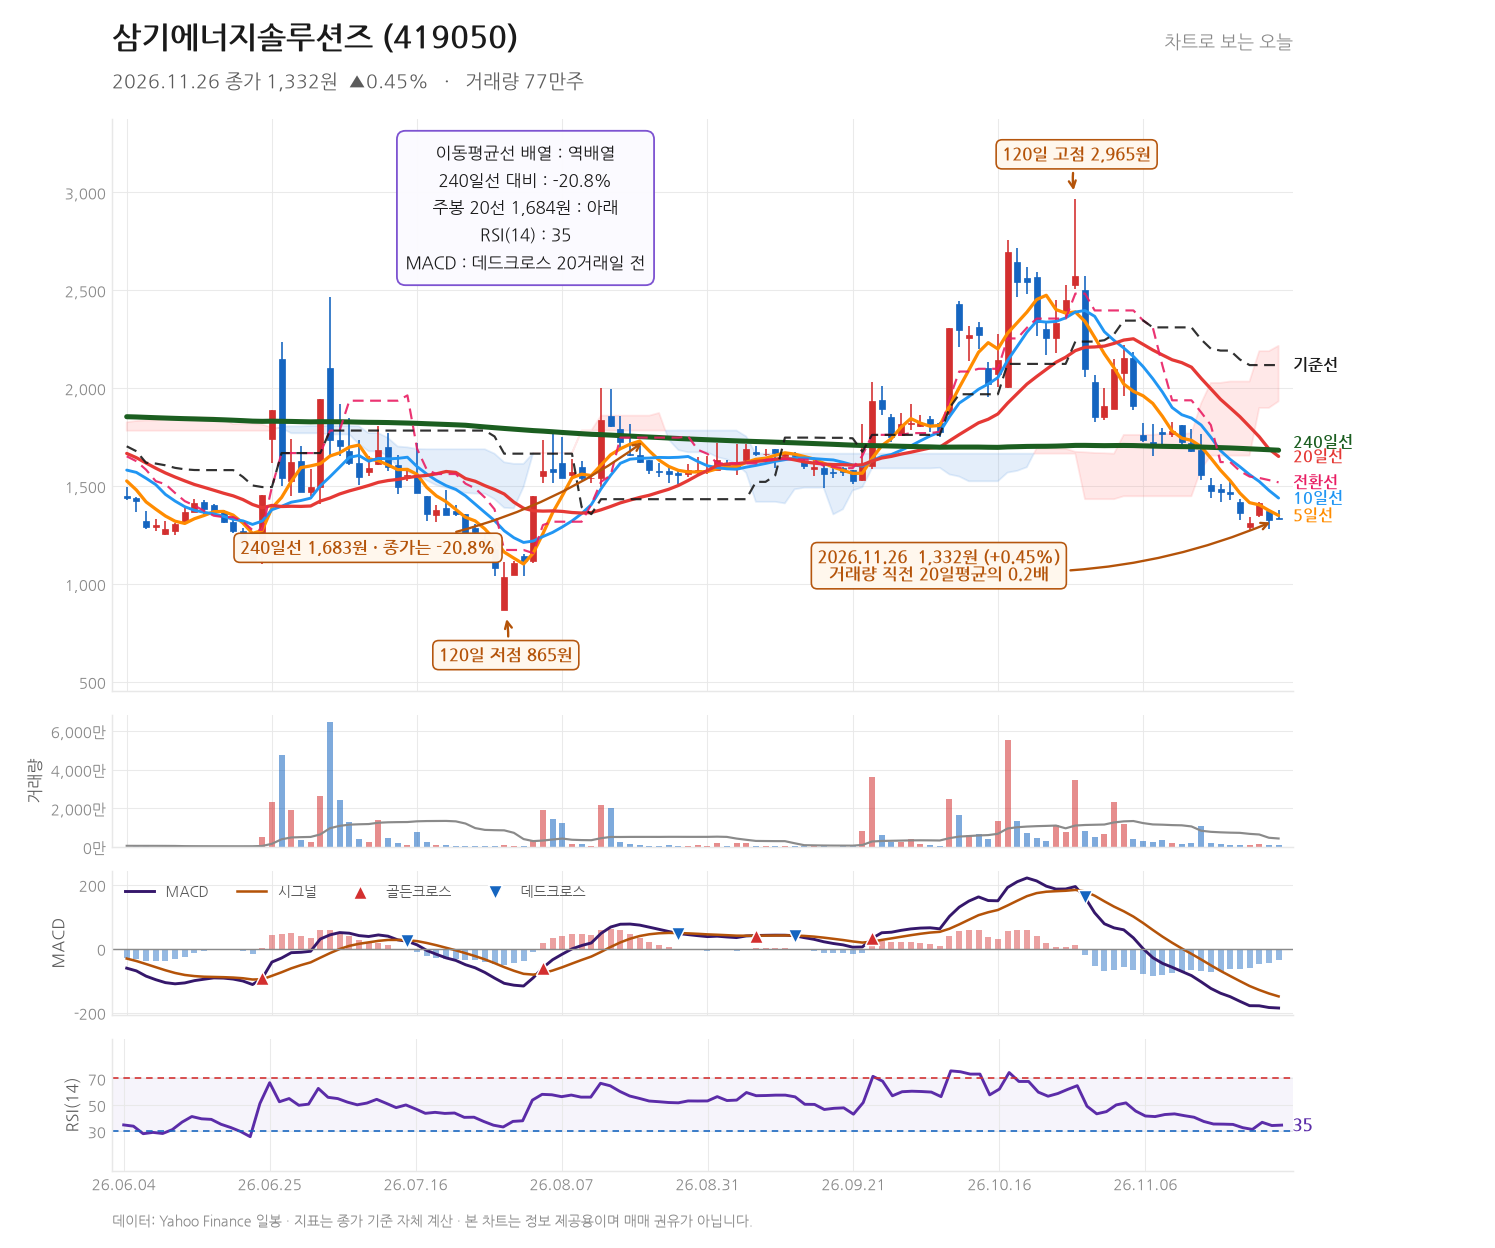 삼기에너지솔루션즈 (419050)
차트로 보는 오늘
2026.11.26 종가 1,332원 ▲0.45% · 거래량 77만주
이동평균선 배열 : 역배열
240일선 대비 : -20.8%
주봉 20선 1,684원 : 아래
RSI(14) : 35
MACD : 데드크로스 20거래일 전
120일 고점 2,965원
3,000
2,500
2,000
1,500
1,000
500
기준선
240일선
20일선
전환선
10일선
5일선
240일선 1,683원 · 종가는 -20.8%
2026.11.26 1,332원 (+0.45%)
거래량 직전 20일평균의 0.2배
120일 저점 865원
거래량
6,000만
4,000만
2,000만
0만
MACD
200
0
-200
MACD 시그널 골든크로스 데드크로스
RSI(14)
70
50
30
35
26.06.04 26.06.25 26.07.16 26.08.07 26.08.31 26.09.21 26.10.16 26.11.06
데이터: Yahoo Finance 일봉 · 지표는 종가 기준 자체 계산 · 본 차트는 정보 제공용이며 매매 권유가 아닙니다.